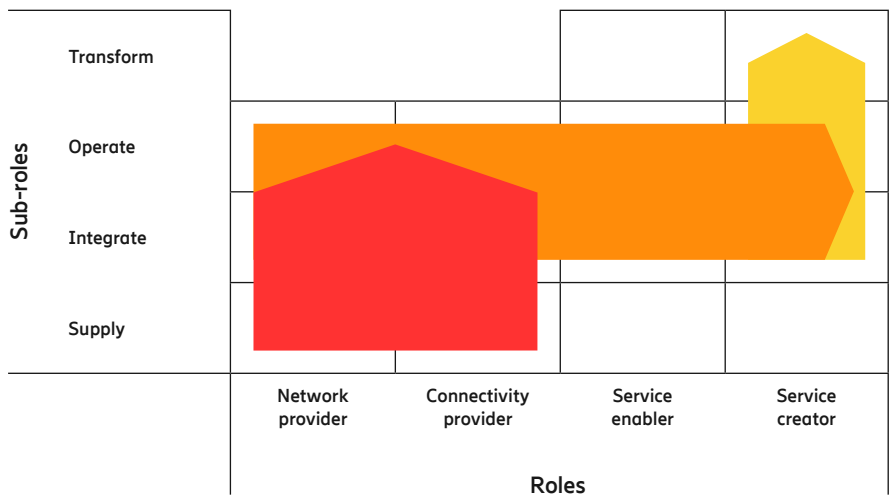 Transform
Operate
Integrate
Supply
Sub-roles
Network
provider
Connectivity
provider
Service
enabler
Service
creator
Roles